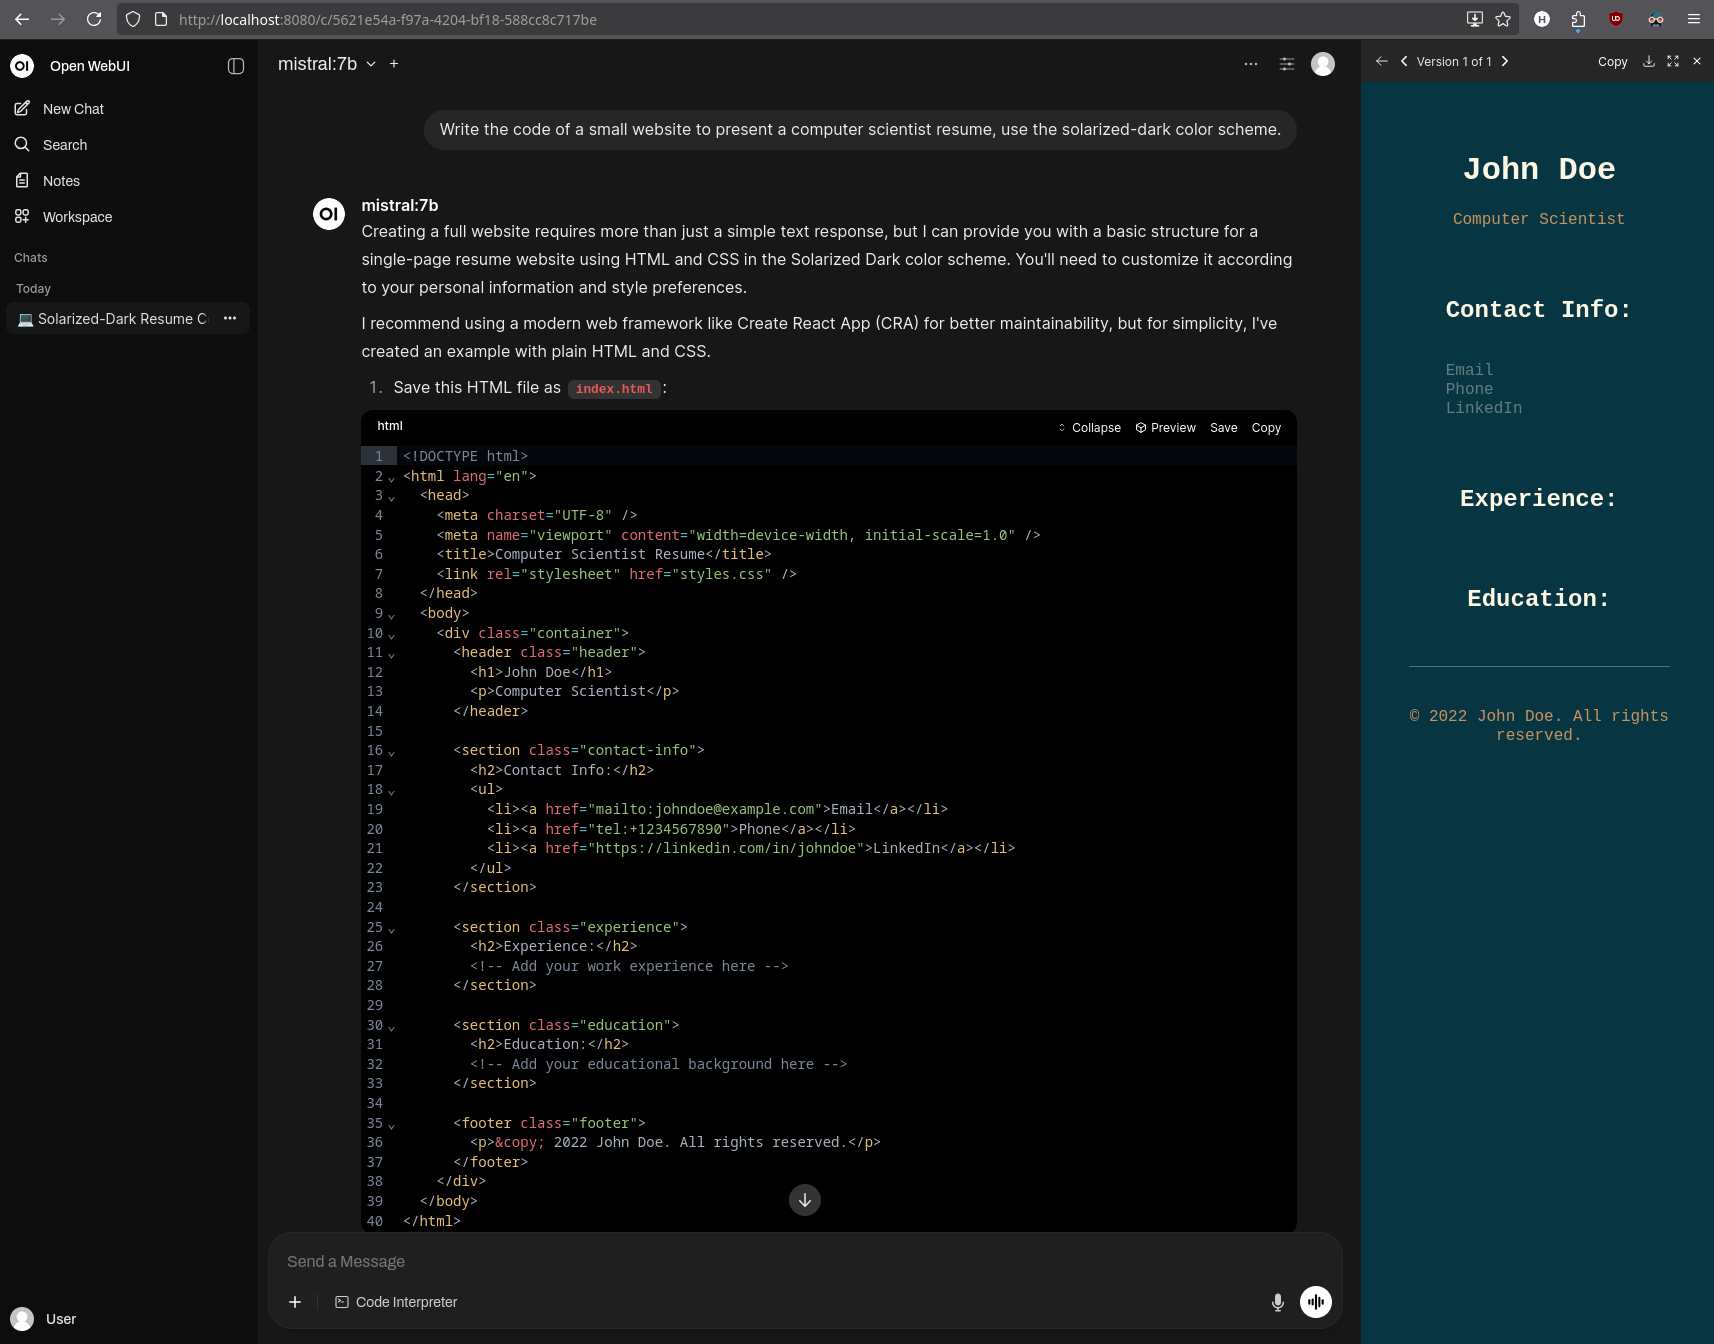 http://localhost:8080/c/5621e54a-f97a-4204-bf18-588cc8c717be
OI Open WebUI
New Chat
Search
Notes
Workspace
Chats
Today
💻 Solarized-Dark Resume C
User
mistral:7b
Write the code of a small website to present a computer scientist resume, use the solarized-dark color scheme.
OI mistral:7b
Creating a full website requires more than just a simple text response, but I can provide you with a basic structure for a
single-page resume website using HTML and CSS in the Solarized Dark color scheme. You'll need to customize it according
to your personal information and style preferences.
I recommend using a modern web framework like Create React App (CRA) for better maintainability, but for simplicity, I've
created an example with plain HTML and CSS.
1. Save this HTML file as index.html :
html Collapse Preview Save Copy
1 <!DOCTYPE html>
2 <html lang="en">
3 <head>
4 <meta charset="UTF-8" />
5 <meta name="viewport" content="width=device-width, initial-scale=1.0" />
6 <title>Computer Scientist Resume</title>
7 <link rel="stylesheet" href="styles.css" />
8 </head>
9 <body>
10 <div class="container">
11 <header class="header">
12 <h1>John Doe</h1>
13 <p>Computer Scientist</p>
14 </header>
15
16 <section class="contact-info">
17 <h2>Contact Info:</h2>
18 <ul>
19 <li><a href="mailto:johndoe@example.com">Email</a></li>
20 <li><a href="tel:+1234567890">Phone</a></li>
21 <li><a href="https://linkedin.com/in/johndoe">LinkedIn</a></li>
22 </ul>
23 </section>
24
25 <section class="experience">
26 <h2>Experience:</h2>
27 <!-- Add your work experience here -->
28 </section>
29
30 <section class="education">
31 <h2>Education:</h2>
32 <!-- Add your educational background here -->
33 </section>
34
35 <footer class="footer">
36 <p>&copy; 2022 John Doe. All rights reserved.</p>
37 </footer>
38 </div>
39 </body>
40 </html>
Send a Message
Code Interpreter
Version 1 of 1 Copy
John Doe
Computer Scientist
Contact Info:
Email
Phone
LinkedIn
Experience:
Education:
© 2022 John Doe. All rights
reserved.